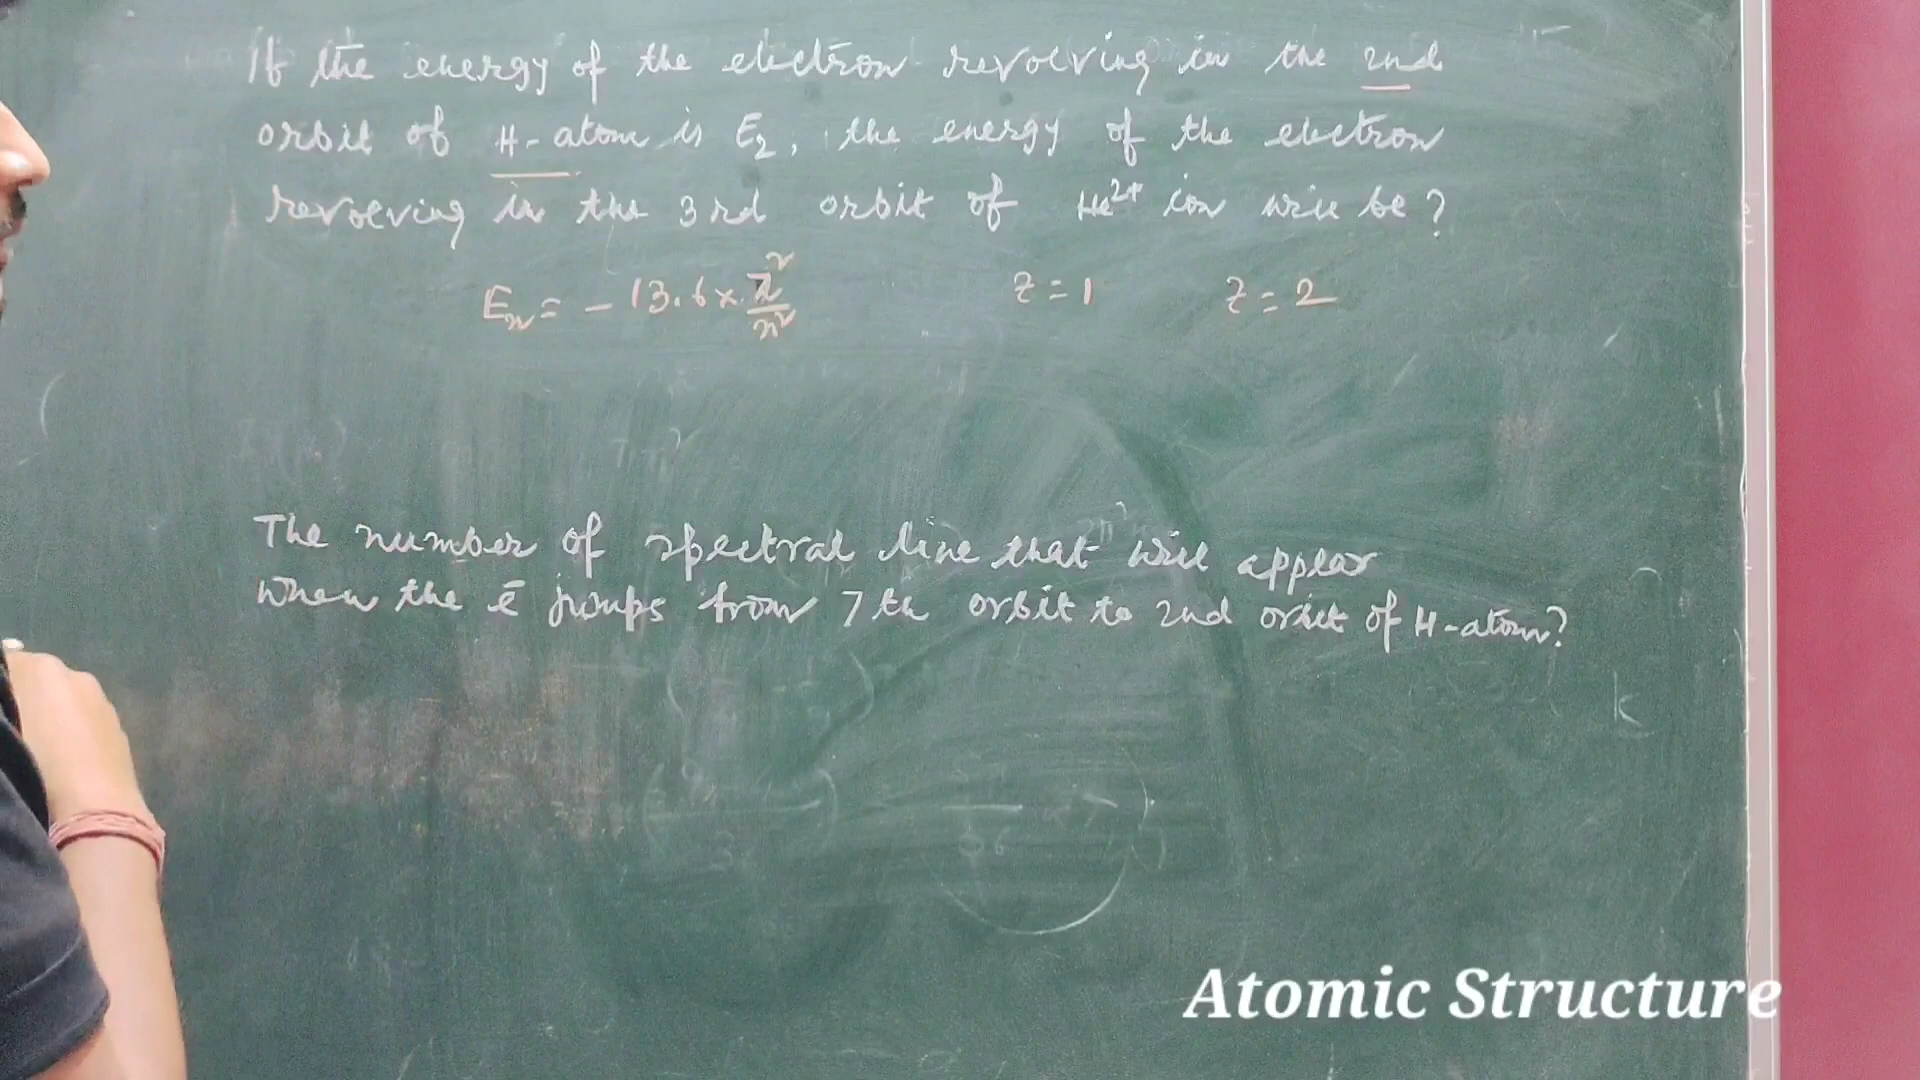 If the energy of the electron revolving in the 2nd
orbit of H-atom is E₂, the energy of the electron
revolving in the 3rd orbit of He²⁺ ion will be?
Eₙ = - 13.6 × Z²/n² Z = 1 Z = 2
The number of spectral line that will appear
when the ē jumps from 7th orbit to 2nd orbit of H-atom?
K
Atomic Structure